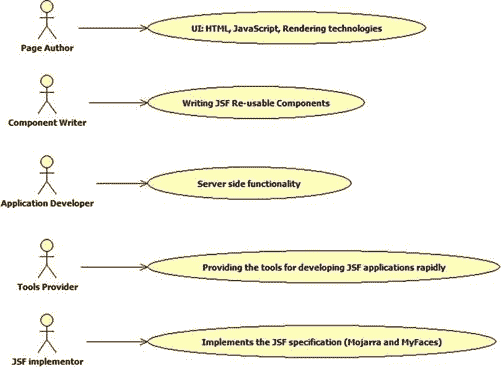 UI: HTML, JavaScript, Rendering technologies
Page Author
Writing JSF Re-usable Components
Component Writer
Server side functionality
Application Developer
Providing the tools for developing JSF applications rapidly
Tools Provider
Implements the JSF specification (Mojarra and MyFaces)
JSF implementor